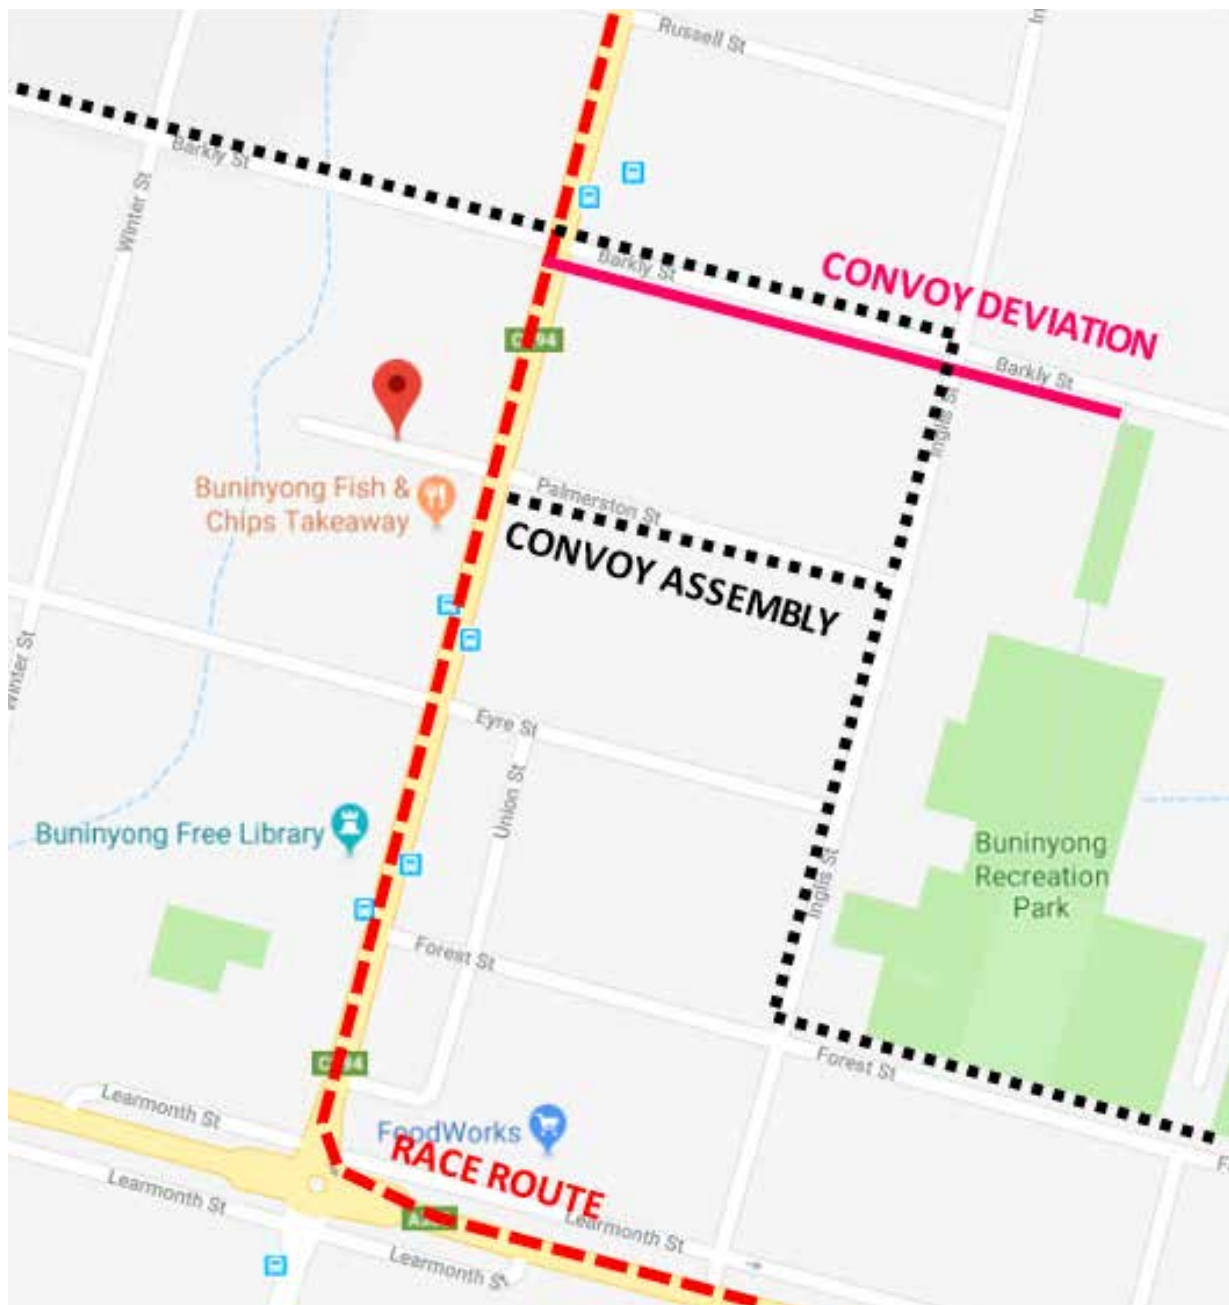 Russell St
Barkly St
Winter St
Barkly St
CONVOY DEVIATION
Barkly St
Inglis St
Buninyong Fish &
Chips Takeaway
Palmerston St
CONVOY ASSEMBLY
Winter St
Eyre St
Union St
Buninyong Free Library
Buninyong
Recreation
Park
Inglis St
Forest St
Forest St
Learmonth St
FoodWorks
RACE ROUTE
Learmonth St
Learmonth St
Learmonth St